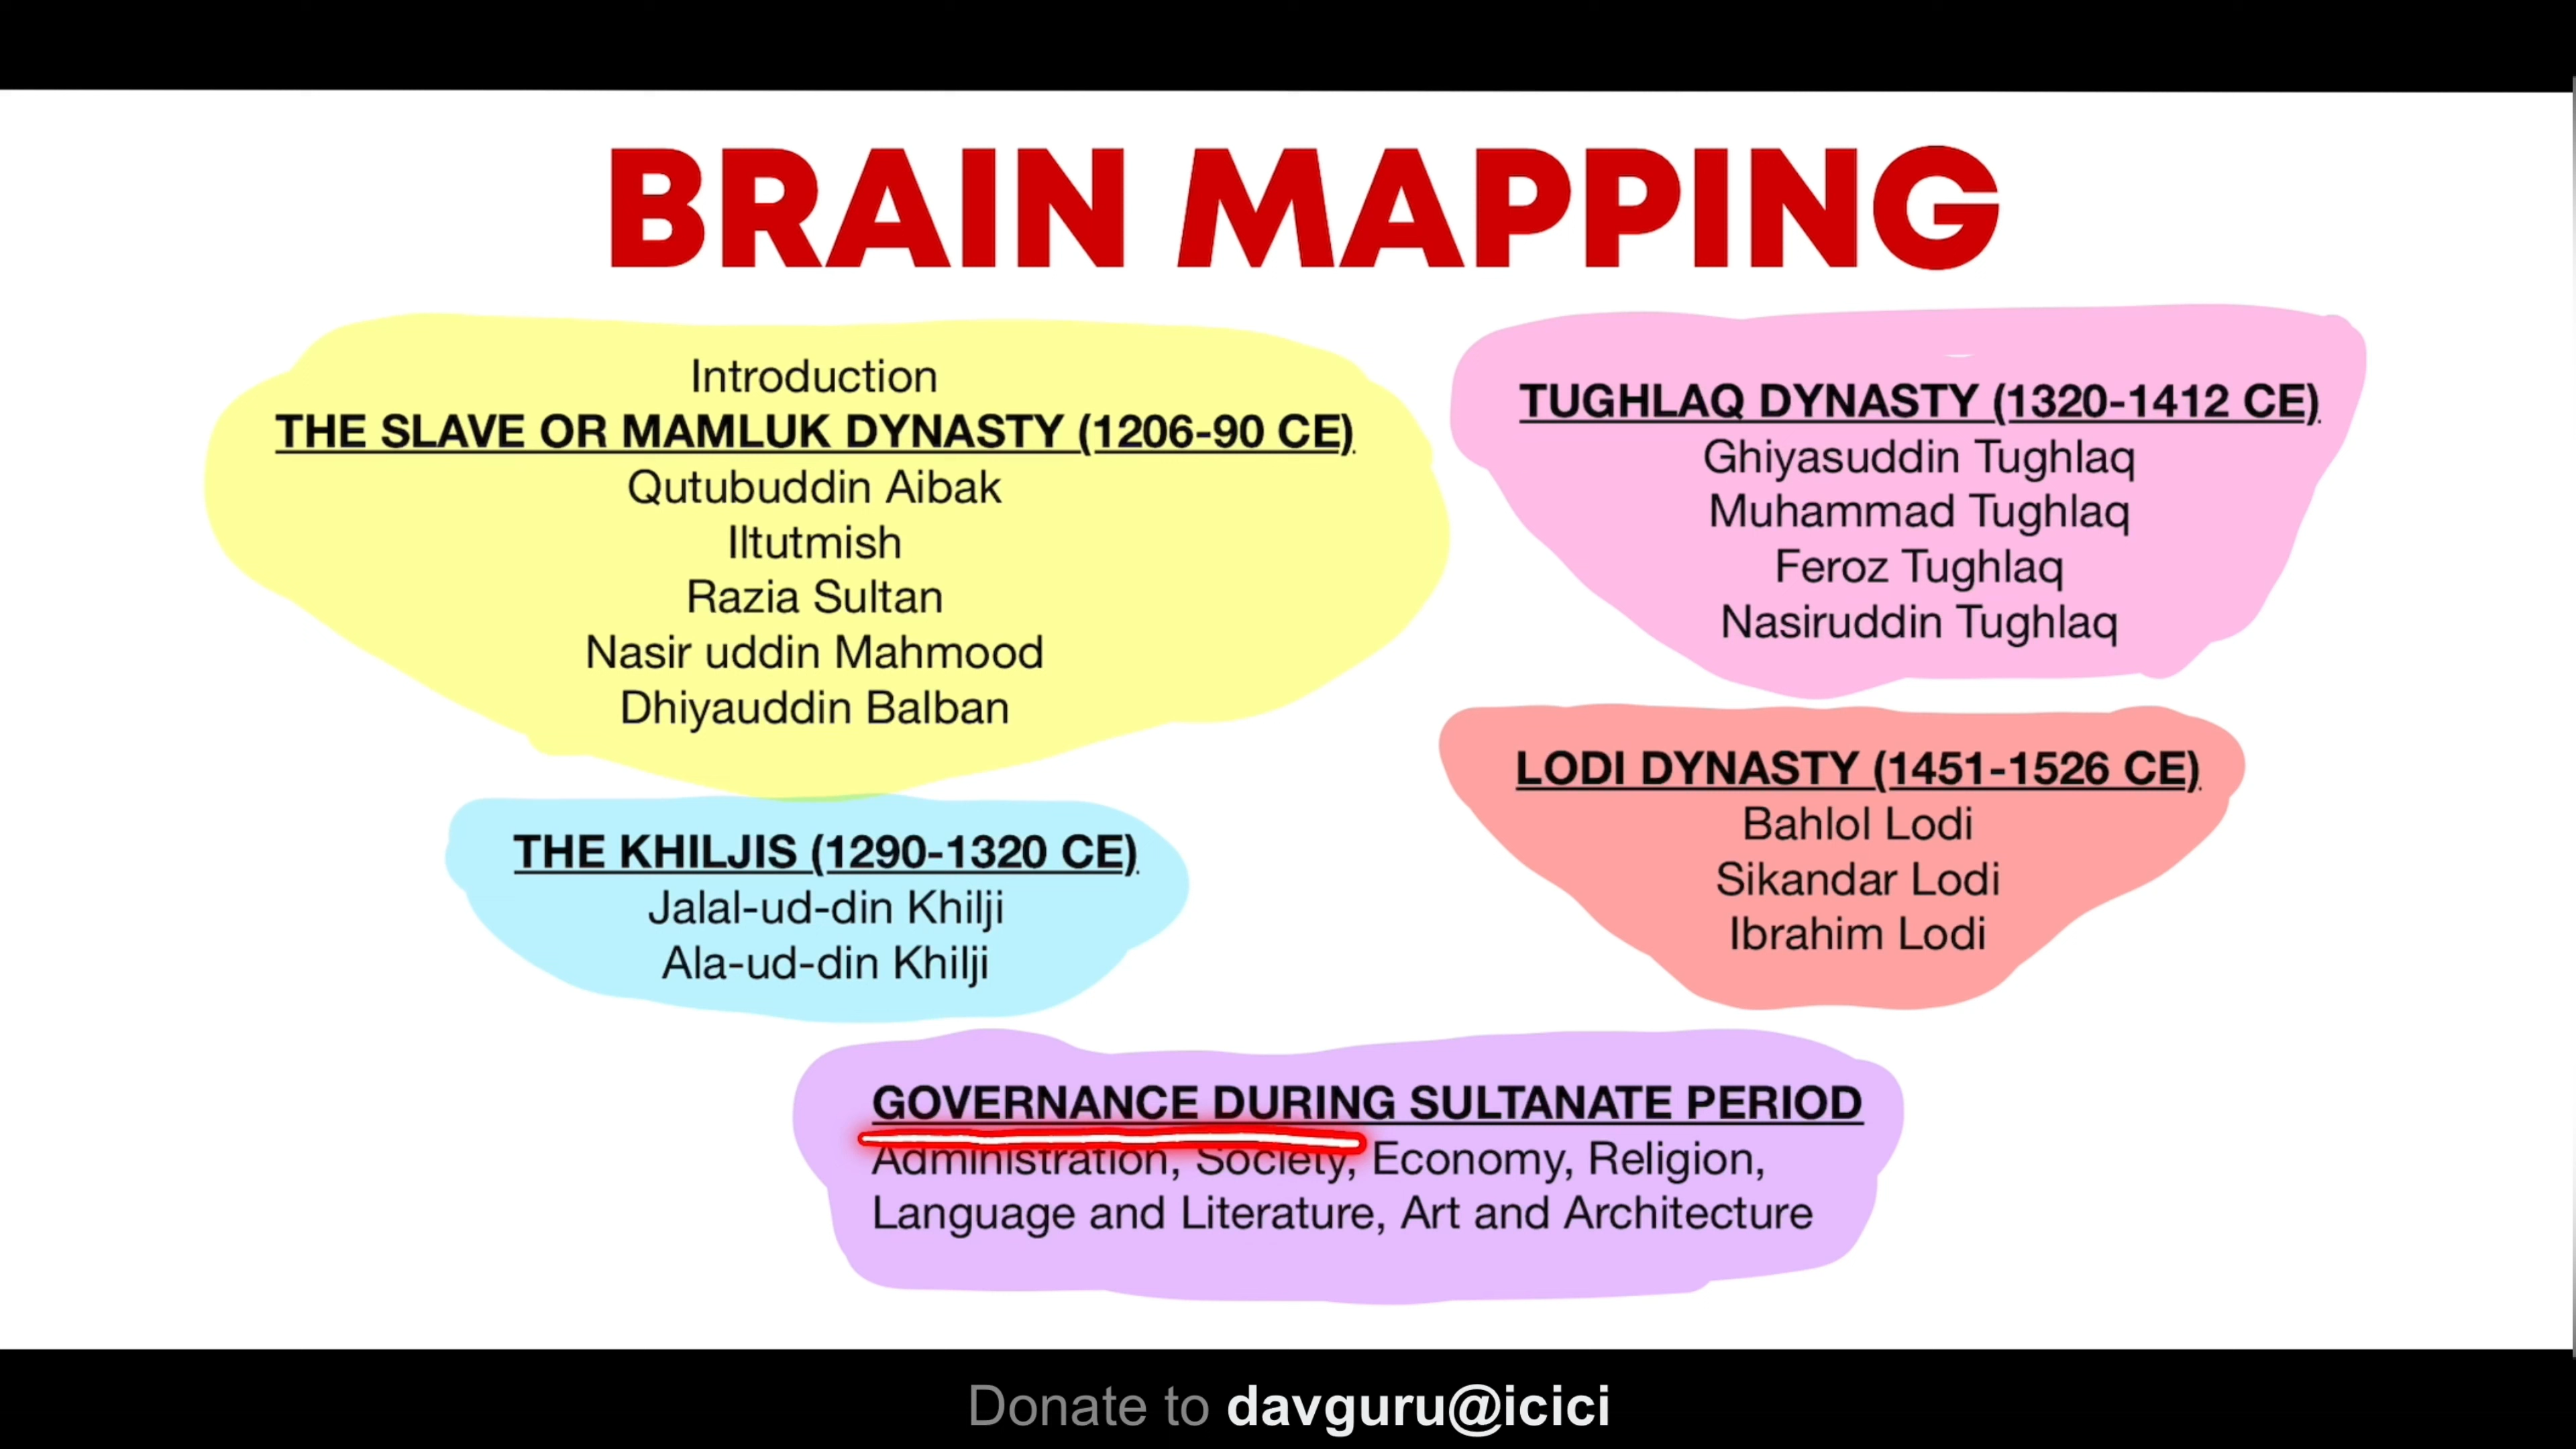 BRAIN MAPPING
Introduction
THE SLAVE OR MAMLUK DYNASTY (1206-90 CE)
Qutubuddin Aibak
Iltutmish
Razia Sultan
Nasir uddin Mahmood
Dhiyauddin Balban
THE KHILJIS (1290-1320 CE)
Jalal-ud-din Khilji
Ala-ud-din Khilji
TUGHLAQ DYNASTY (1320-1412 CE)
Ghiyasuddin Tughlaq
Muhammad Tughlaq
Feroz Tughlaq
Nasiruddin Tughlaq
LODI DYNASTY (1451-1526 CE)
Bahlol Lodi
Sikandar Lodi
Ibrahim Lodi
GOVERNANCE DURING SULTANATE PERIOD
Administration, Society, Economy, Religion,
Language and Literature, Art and Architecture
Donate to davguru@icici